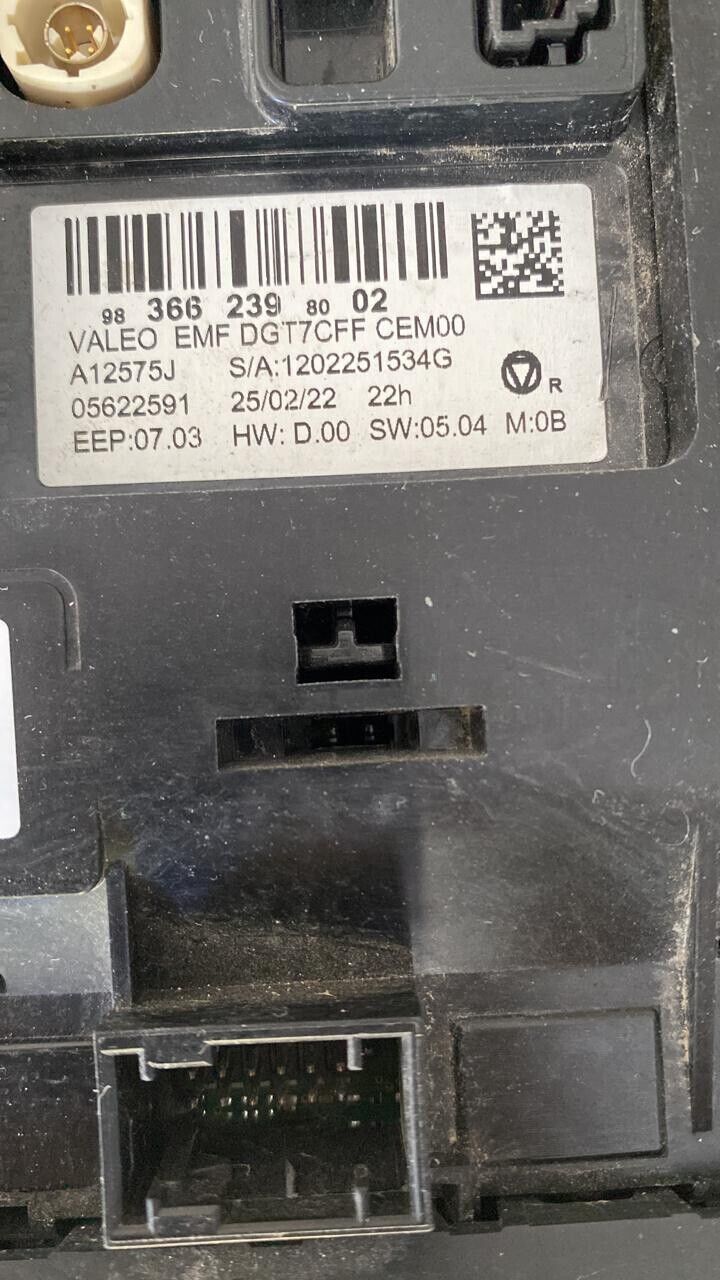 98 366 239 80 02
VALEO EMF DGT7CFF CEM00
A12575J S/A:1202251534G
R
05622591 25/02/22 22h
EEP:07.03 HW: D.00 SW:05.04 M:0B